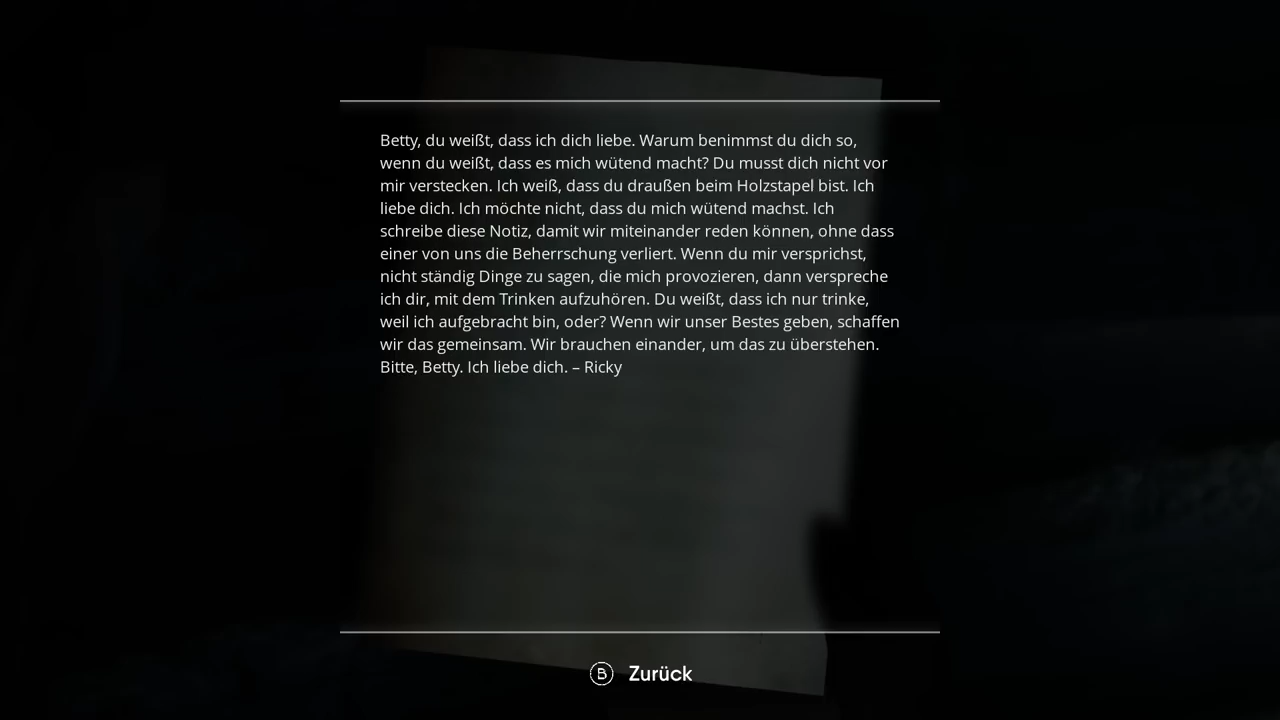 Betty, du weißt, dass ich dich liebe. Warum benimmst du dich so,
wenn du weißt, dass es mich wütend macht? Du musst dich nicht vor
mir verstecken. Ich weiß, dass du draußen beim Holzstapel bist. Ich
liebe dich. Ich möchte nicht, dass du mich wütend machst. Ich
schreibe diese Notiz, damit wir miteinander reden können, ohne dass
einer von uns die Beherrschung verliert. Wenn du mir versprichst,
nicht ständig Dinge zu sagen, die mich provozieren, dann verspreche
ich dir, mit dem Trinken aufzuhören. Du weißt, dass ich nur trinke,
weil ich aufgebracht bin, oder? Wenn wir unser Bestes geben, schaffen
wir das gemeinsam. Wir brauchen einander, um das zu überstehen.
Bitte, Betty. Ich liebe dich. – Ricky
B Zurück